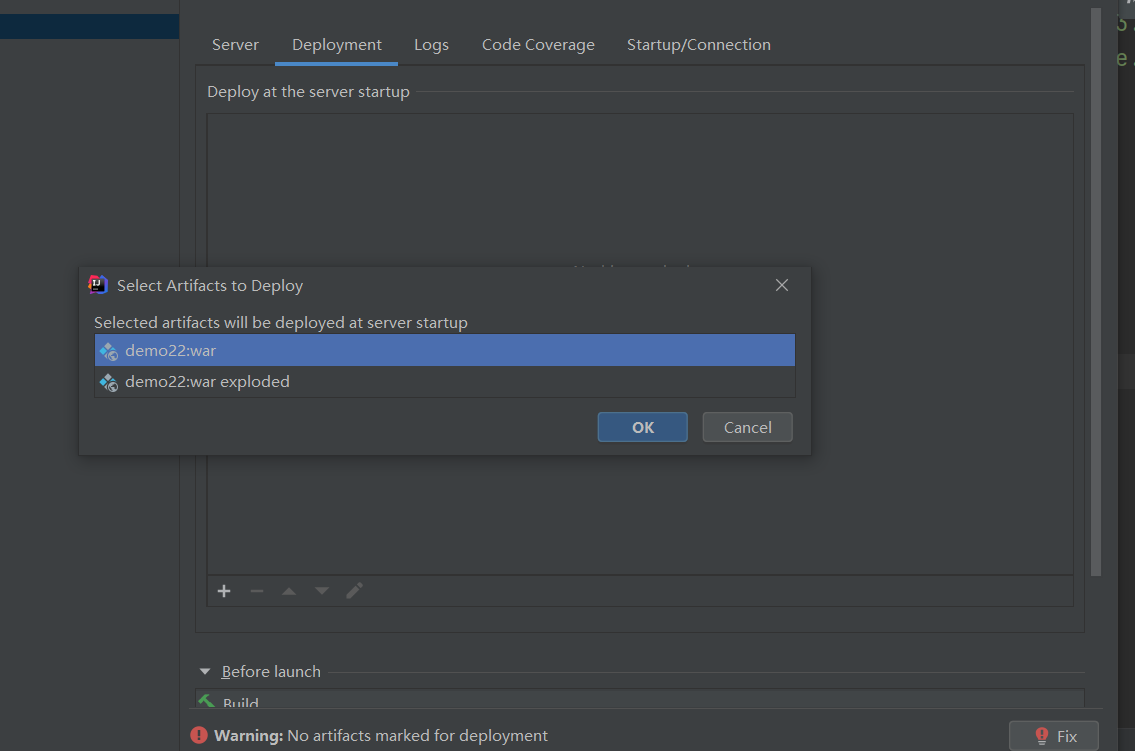 Server Deployment Logs Code Coverage Startup/Connection
Deploy at the server startup
Select Artifacts to Deploy
Selected artifacts will be deployed at server startup
demo22:war
demo22:war exploded
OK Cancel
Before launch
Build
Warning: No artifacts marked for deployment
Fix